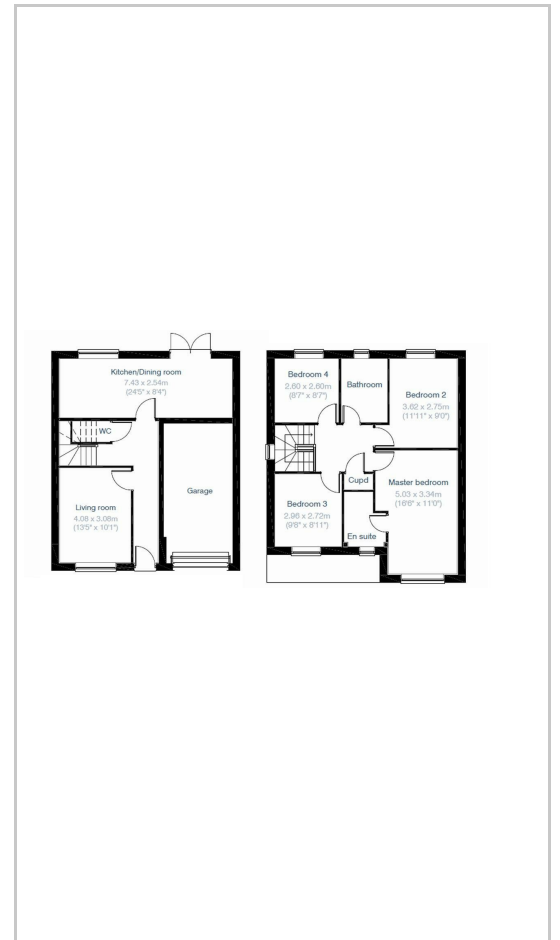 Kitchen/Dining room
7.43 x 2.54m
(24'5" x 8'4")
WC
Garage
Living room
4.08 x 3.08m
(13'5" x 10'1")
Bedroom 4
2.60 x 2.60m
(8'7" x 8'7")
Bathroom
Bedroom 2
3.62 x 2.75m
(11'11" x 9'0")
Cupd
Master bedroom
5.03 x 3.34m
(16'6" x 11'0")
Bedroom 3
2.96 x 2.72m
(9'8" x 8'11")
En suite